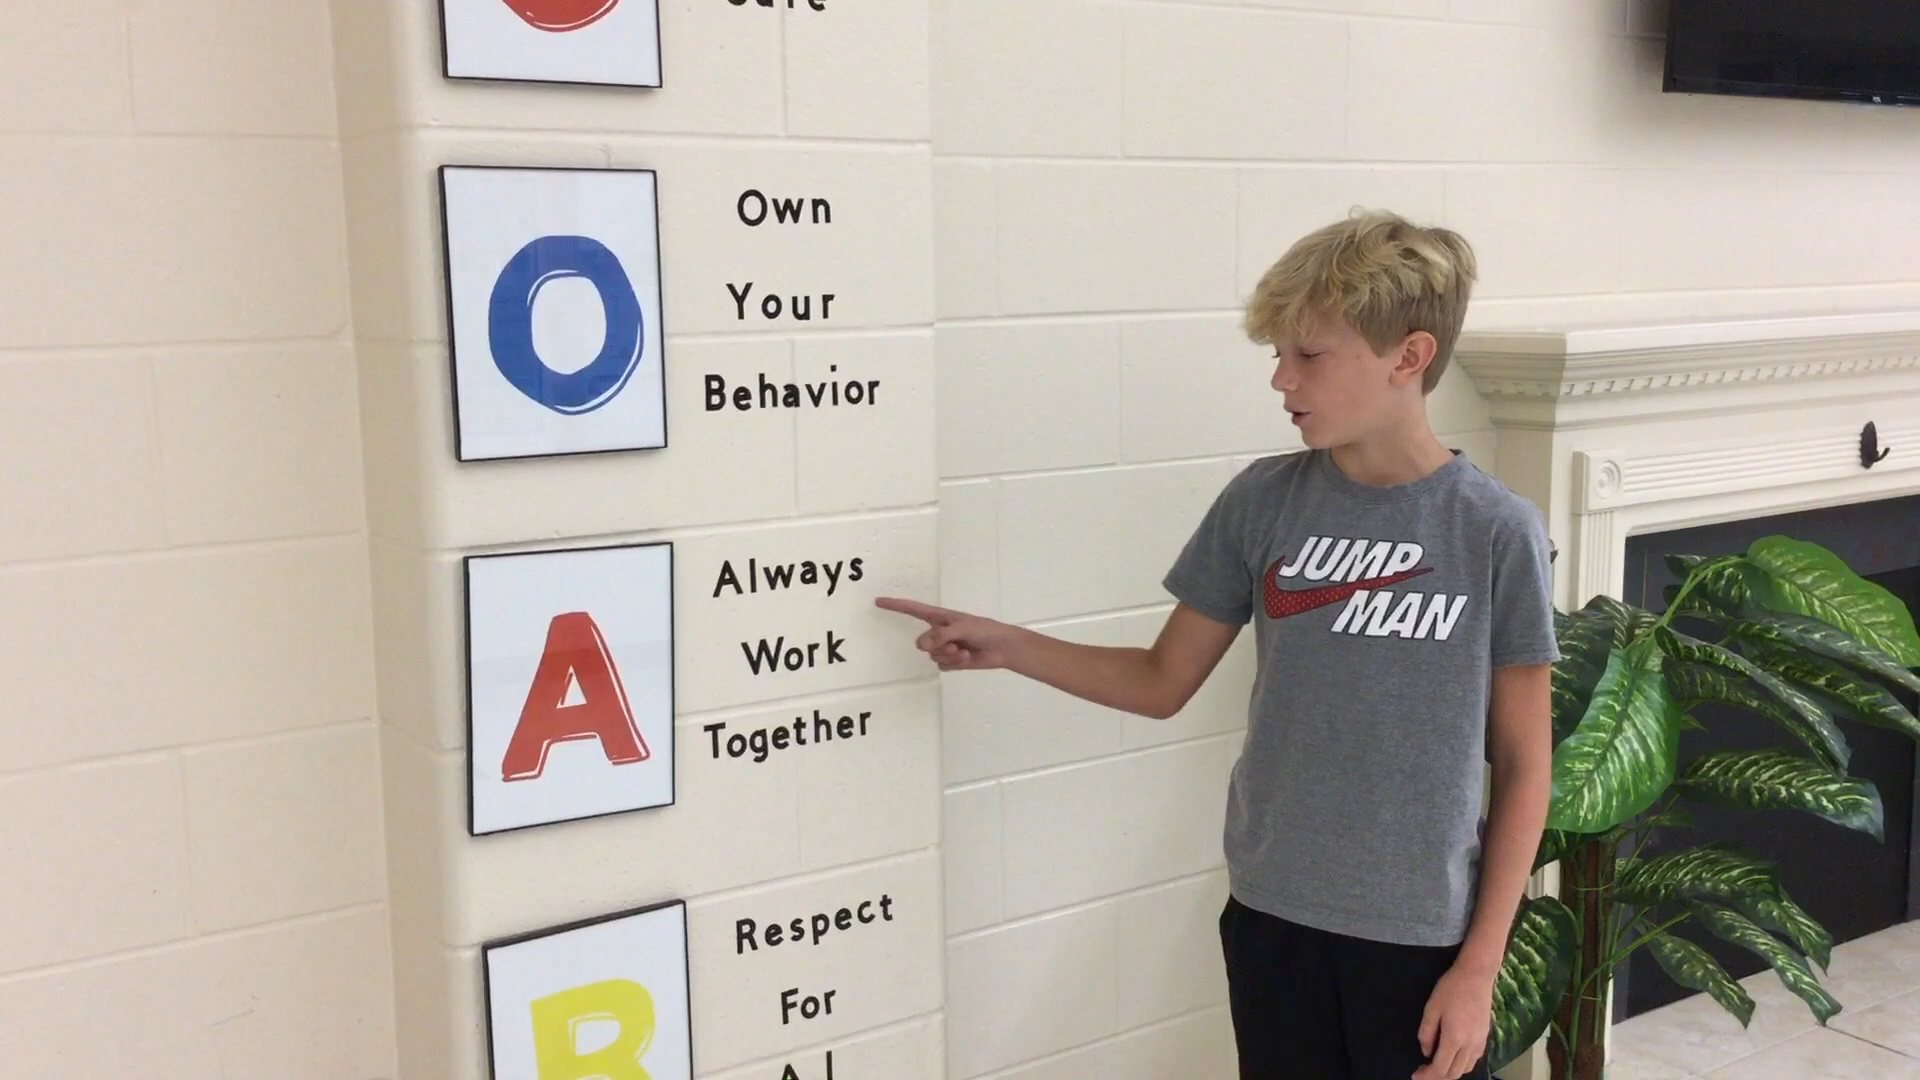 O
Own
Your
Behavior
A
Always
Work
Together
R
Respect
For
JUMP
MAN